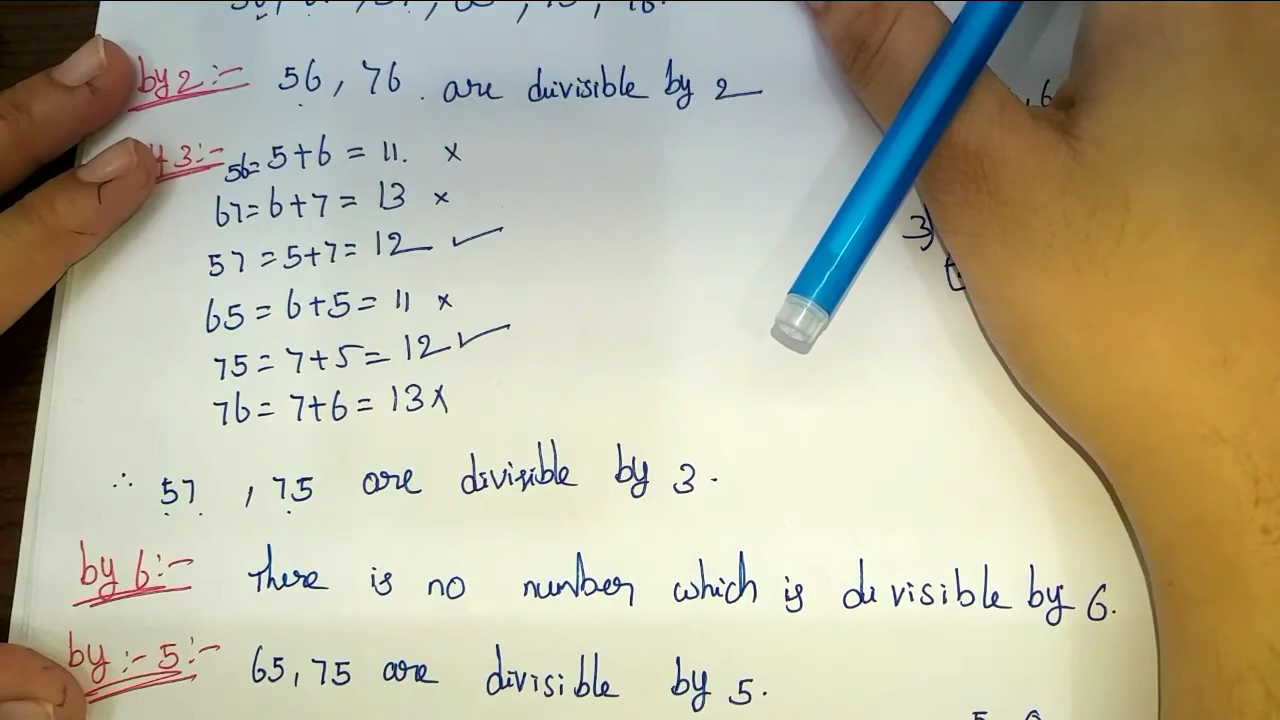 by 2:- 56, 76. are divisible by 2
3:- 56= 5+6 = 11. x
67= 6+7 = 13 x
57 = 5+7= 12 ✓
65 = 6+5 = 11 x
75 = 7+5 = 12 ✓
76 = 7+6 = 13 x
∴ 57 , 75 are divisible by 3.
by 6:- There is no number which is divisible by 6.
by :- 5:- 65, 75 are divisible by 5.
3)